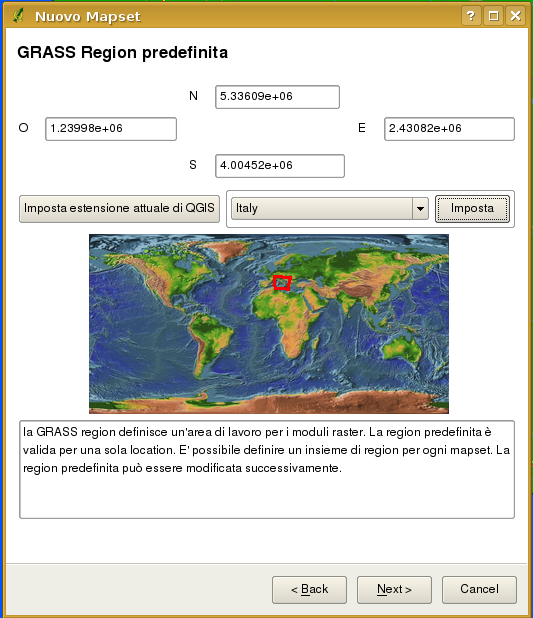 Nuovo Mapset
GRASS Region predefinita
N 5.33609e+06
O 1.23998e+06 E 2.43082e+06
S 4.00452e+06
Imposta estensione attuale di QGIS Italy Imposta
la GRASS region definisce un'area di lavoro per i moduli raster. La region predefinita è
valida per una sola location. E' possibile definire un insieme di region per ogni mapset. La
region predefinita può essere modificata successivamente.
< Back Next > Cancel